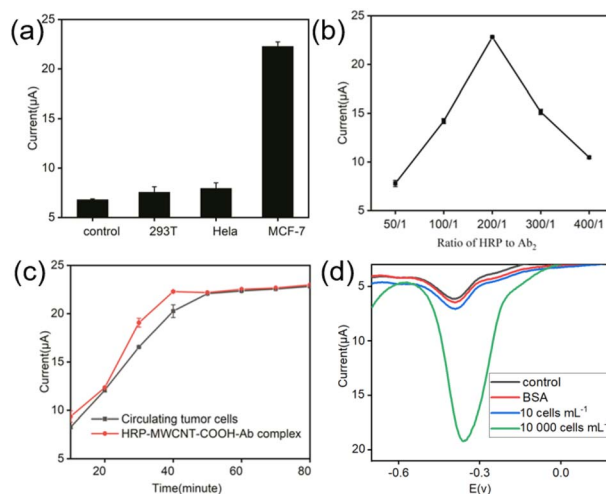 (a)
Current(μA)
25
20
15
10
5
control 293T Hela MCF-7
(b)
Current(μA)
25
20
15
10
5
50/1 100/1 200/1 300/1 400/1
Ratio of HRP to Ab₂
(c)
Current(μA)
25
20
15
10
5
Circulating tumor cells
HRP-MWCNT-COOH-Ab complex
20 40 60 80
Time(minute)
(d)
Current(μA)
5
10
15
20
control
BSA
10 cells mL⁻¹
10 000 cells mL⁻
-0.6 -0.3 0.0
E(v)